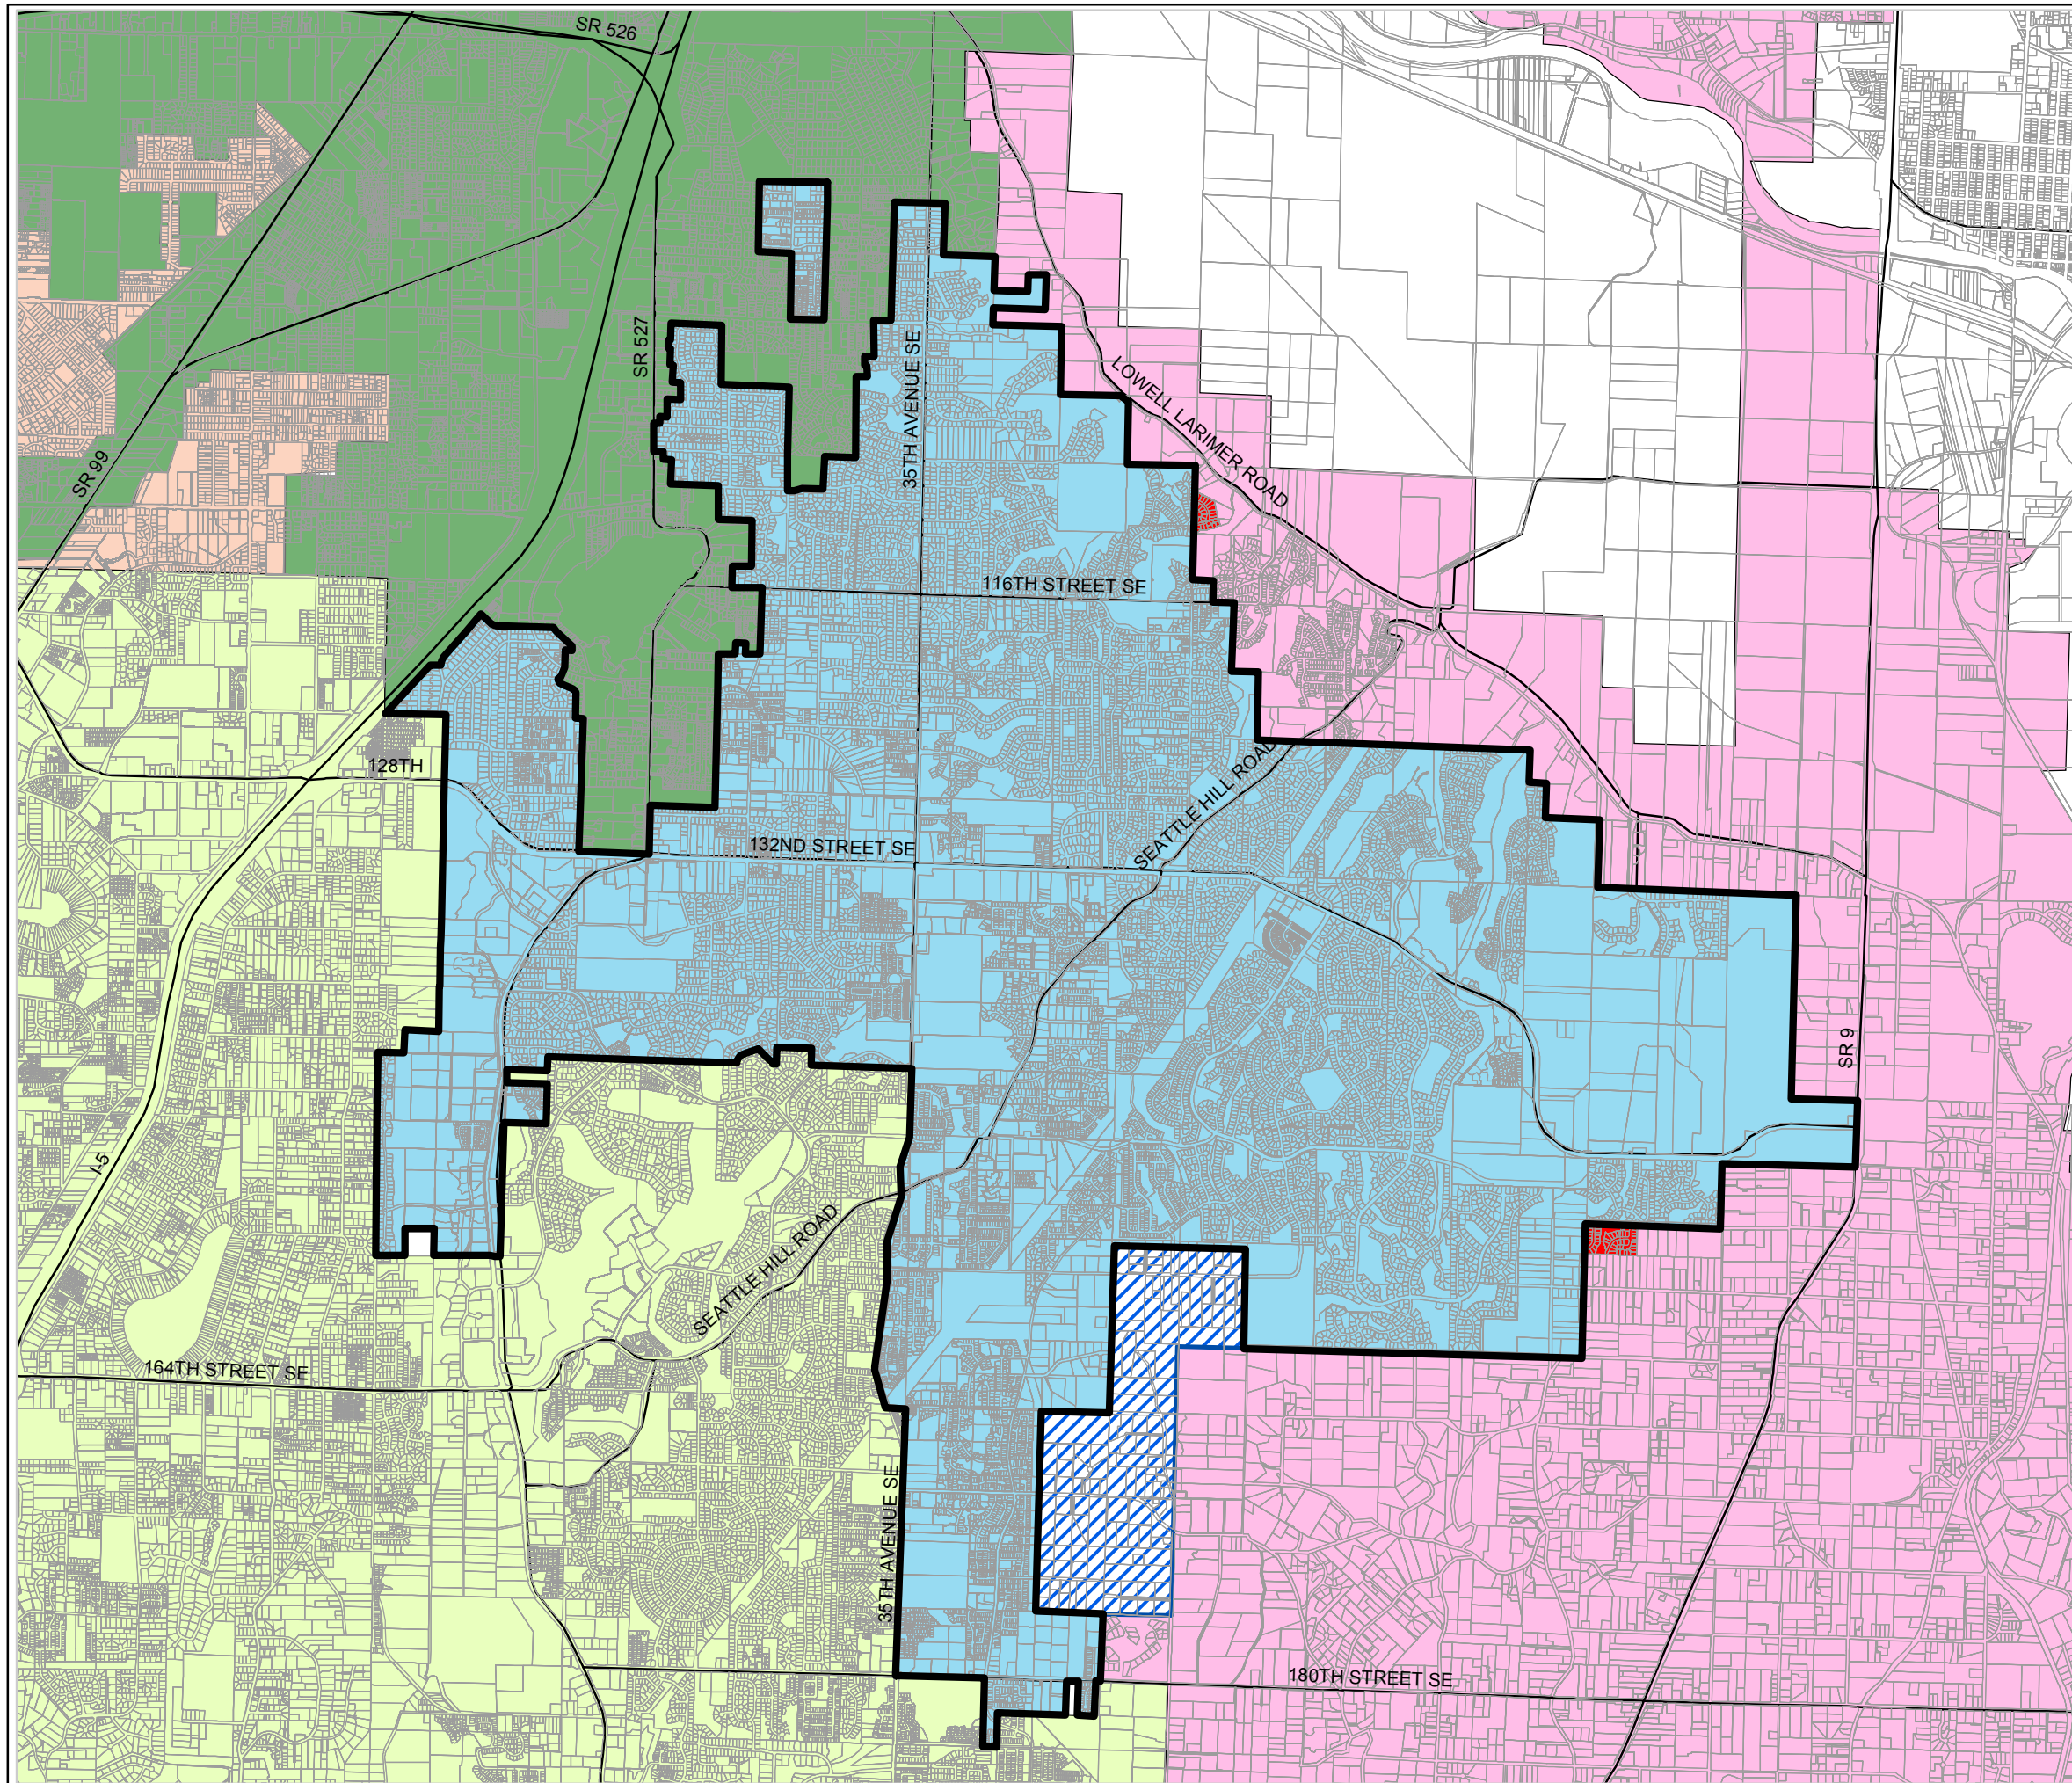 SR 526
SR 527
35TH AVENUE SE
LOWELL LARIMER ROAD
SR 99
116TH STREET SE
128TH
SEATTLE HILL ROAD
132ND STREET SE
SR 9
I-5
SEATTLE HILL ROAD
164TH STREET SE
35TH AVENUE SE
180TH STREET SE